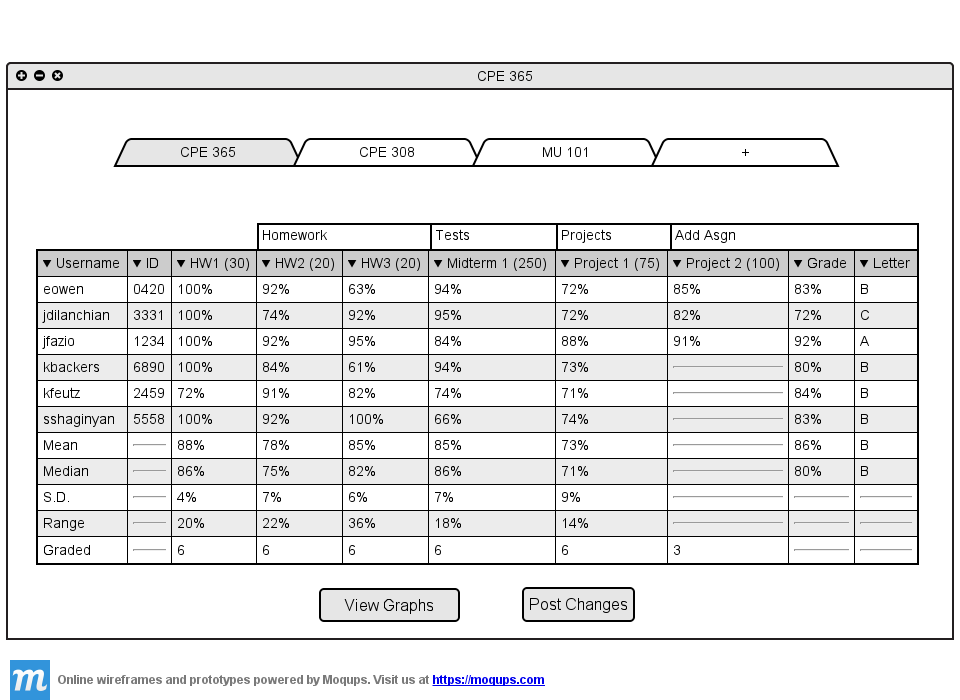 CPE 365
CPE 365 CPE 308 MU 101 +
Homework Tests Projects Add Asgn
▼ Username ▼ ID ▼ HW1 (30) ▼ HW2 (20) ▼ HW3 (20) ▼ Midterm 1 (250) ▼ Project 1 (75) ▼ Project 2 (100) ▼ Grade ▼ Letter
eowen 0420 100% 92% 63% 94% 72% 85% 83% B
jdilanchian 3331 100% 74% 92% 95% 72% 82% 72% C
jfazio 1234 100% 92% 95% 84% 88% 91% 92% A
kbackers 6890 100% 84% 61% 94% 73% 80% B
kfeutz 2459 72% 91% 82% 74% 71% 84% B
sshaginyan 5558 100% 92% 100% 66% 74% 83% B
Mean 88% 78% 85% 85% 73% 86% B
Median 86% 75% 82% 86% 71% 80% B
S.D. 4% 7% 6% 7% 9%
Range 20% 22% 36% 18% 14%
Graded 6 6 6 6 6 3
View Graphs Post Changes
m Online wireframes and prototypes powered by Moqups. Visit us at https://moqups.com